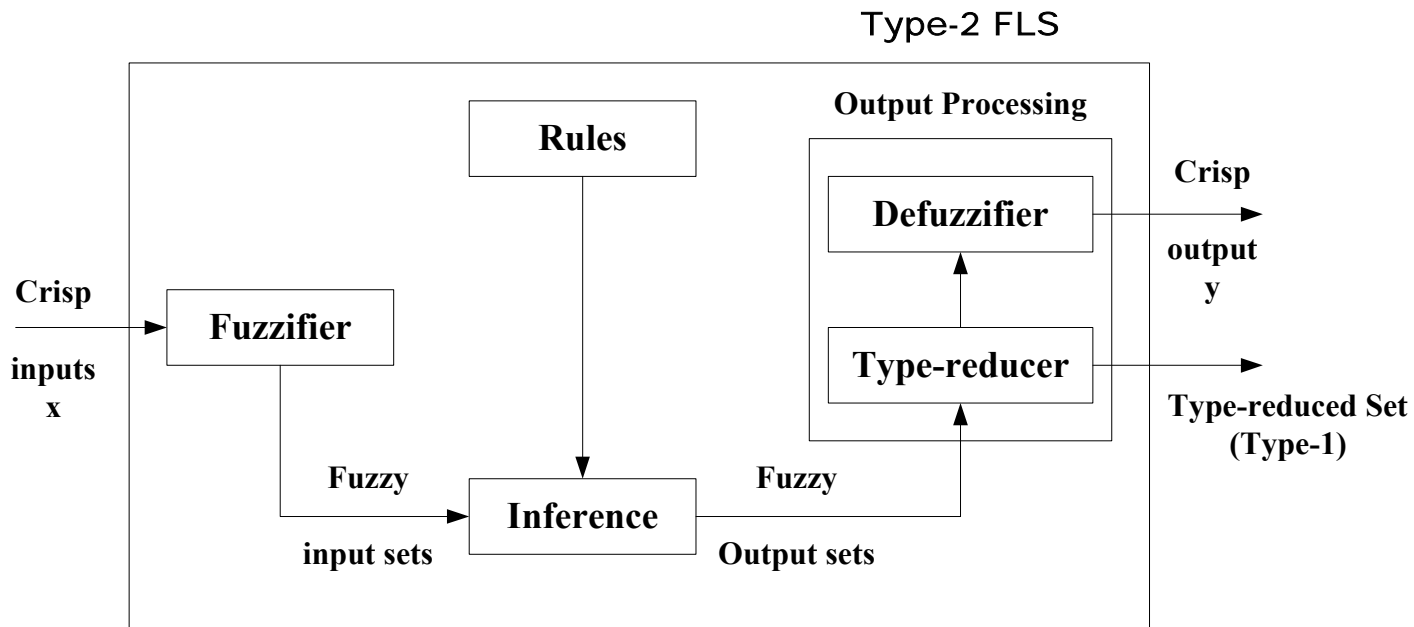 Type-2 FLS
Output Processing
Rules
Crisp
Defuzzifier
output
y
Crisp
Fuzzifier
inputs
x
Type-reducer
Type-reduced Set
(Type-1)
Fuzzy
Fuzzy
Inference
input sets
Output sets